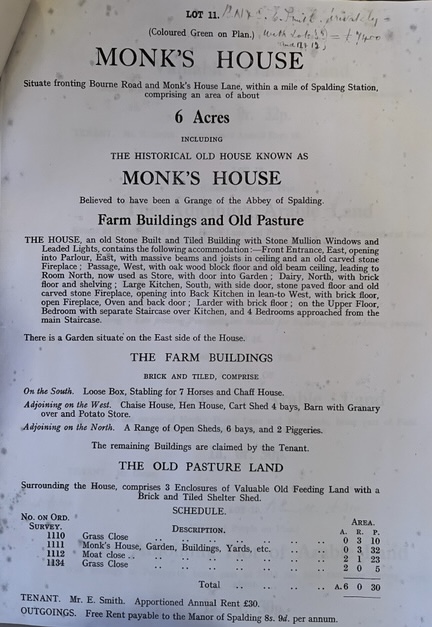 LOT 11.
(Coloured Green on Plan.)
MONK'S HOUSE
Situate fronting Bourne Road and Monk's House Lane, within a mile of Spalding Station,
comprising an area of about
6 Acres
INCLUDING
THE HISTORICAL OLD HOUSE KNOWN AS
MONK'S HOUSE
Believed to have been a Grange of the Abbey of Spalding.
Farm Buildings and Old Pasture
THE HOUSE, an old Stone Built and Tiled Building with Stone Mullion Windows and
Leaded Lights, contains the following accommodation :—Front Entrance, East, opening
into Parlour, East, with massive beams and joists in ceiling and an old carved stone
Fireplace ; Passage, West, with oak wood block floor and old beam ceiling, leading to
Room North, now used as Store, with door into Garden ; Dairy, North, with brick
floor and shelving ; Large Kitchen, South, with side door, stone paved floor and old
carved stone Fireplace, opening into Back Kitchen in lean-to West, with brick floor,
open Fireplace, Oven and back door ; Larder with brick floor ; on the Upper Floor,
Bedroom with separate Staircase over Kitchen, and 4 Bedrooms approached from the
main Staircase.
There is a Garden situate on the East side of the House.
THE FARM BUILDINGS
BRICK AND TILED, COMPRISE
On the South. Loose Box, Stabling for 7 Horses and Chaff House.
Adjoining on the West. Chaise House, Hen House, Cart Shed 4 bays, Barn with Granary
over and Potato Store.
Adjoining on the North. A Range of Open Sheds, 6 bays, and 2 Piggeries.
The remaining Buildings are claimed by the Tenant.
THE OLD PASTURE LAND
Surrounding the House, comprises 3 Enclosures of Valuable Old Feeding Land with a
Brick and Tiled Shelter Shed.
SCHEDULE.
NO. ON ORD. SURVEY. DESCRIPTION. AREA. A. R. P.
1110 Grass Close .. .. .. .. .. 0 3 10
1111 Monk's House, Garden, Buildings, Yards, etc. .. .. 0 3 32
1112 Moat close .. .. .. .. .. 2 1 23
1134 Grass Close .. .. .. .. .. 2 0 5
Total .. .. .. A.6 0 30
TENANT. Mr. E. Smith. Apportioned Annual Rent £30.
OUTGOINGS. Free Rent payable to the Manor of Spalding 8s. 9d. per annum.